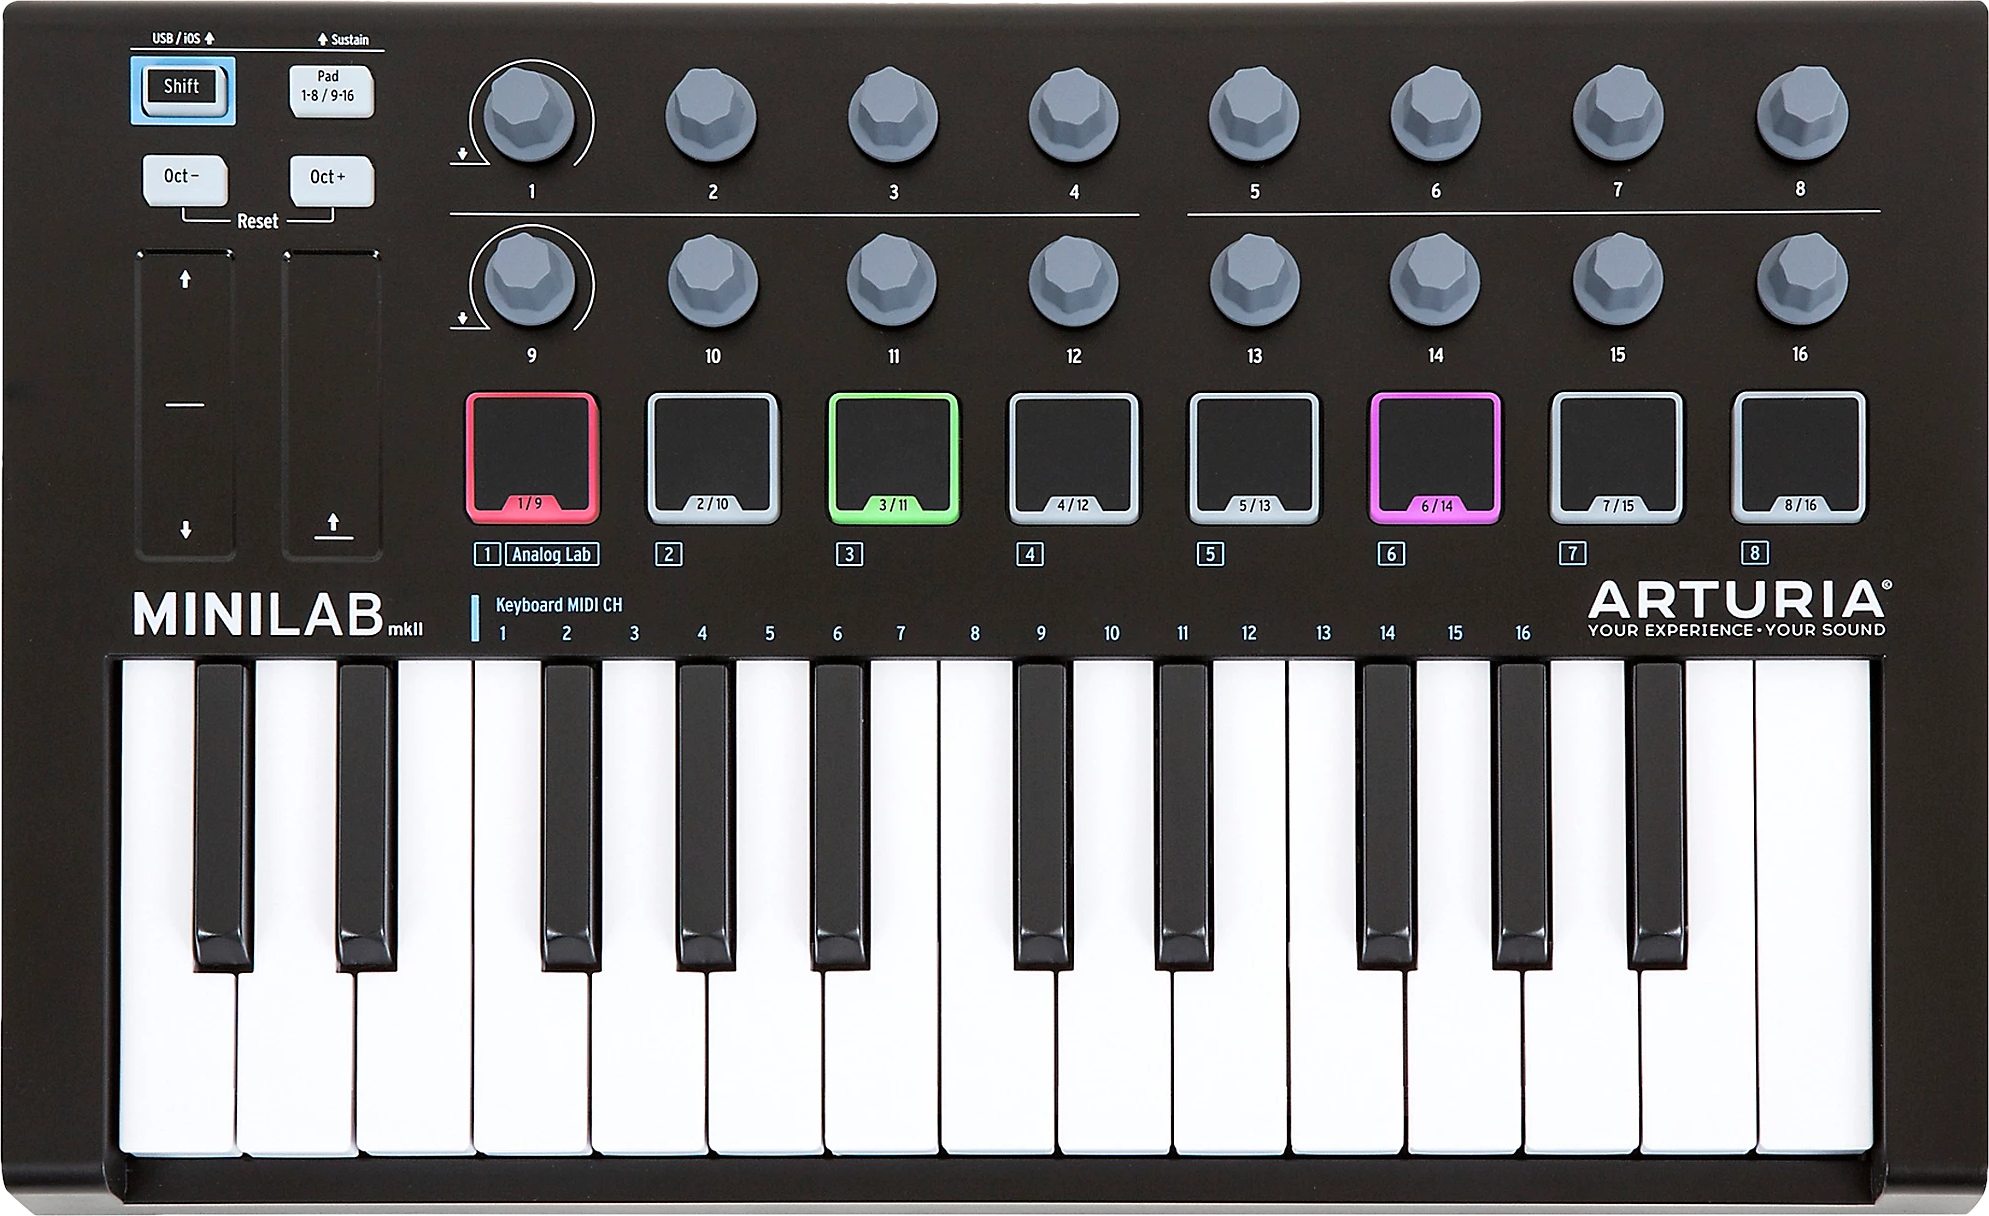 USB / iOS
Sustain
Shift
Pad
1-8 / 9-16
Oct -
Oct +
Reset
1 2 3 4 5 6 7 8
9 10 11 12 13 14 15 16
1 / 9 2 / 10 3 / 11 4 / 12 5 / 13 6 / 14 7 / 15 8 / 16
1 Analog Lab 2 3 4 5 6 7 8
MINILAB mkII
Keyboard MIDI CH
1 2 3 4 5 6 7 8 9 10 11 12 13 14 15 16
ARTURIA©
YOUR EXPERIENCE • YOUR SOUND